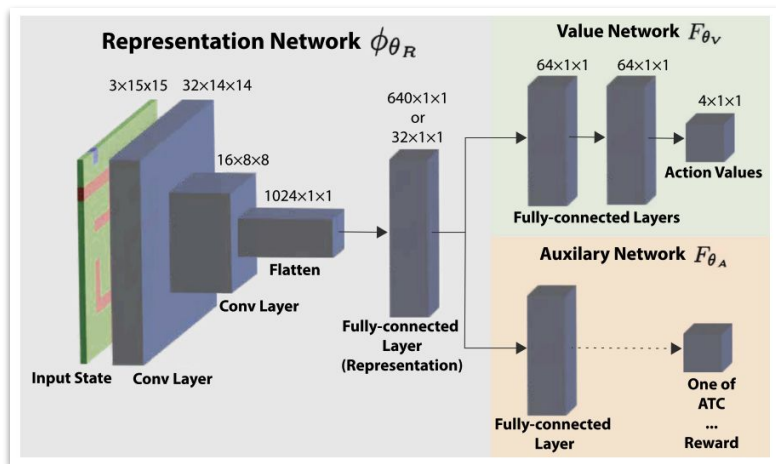 Representation Network ϕθR
3×15x15
32×14×14
16×8×8
1024×1×1
640×1×1
or
32×1×1
Input State
Conv Layer
Conv Layer
Flatten
Fully-connected
Layer
(Representation)
Value Network FθV
64×1×1
64×1×1
4×1×1
Action Values
Fully-connected Layers
Auxilary Network FθA
Fully-connected
Layer
One of
ATC
...
Reward